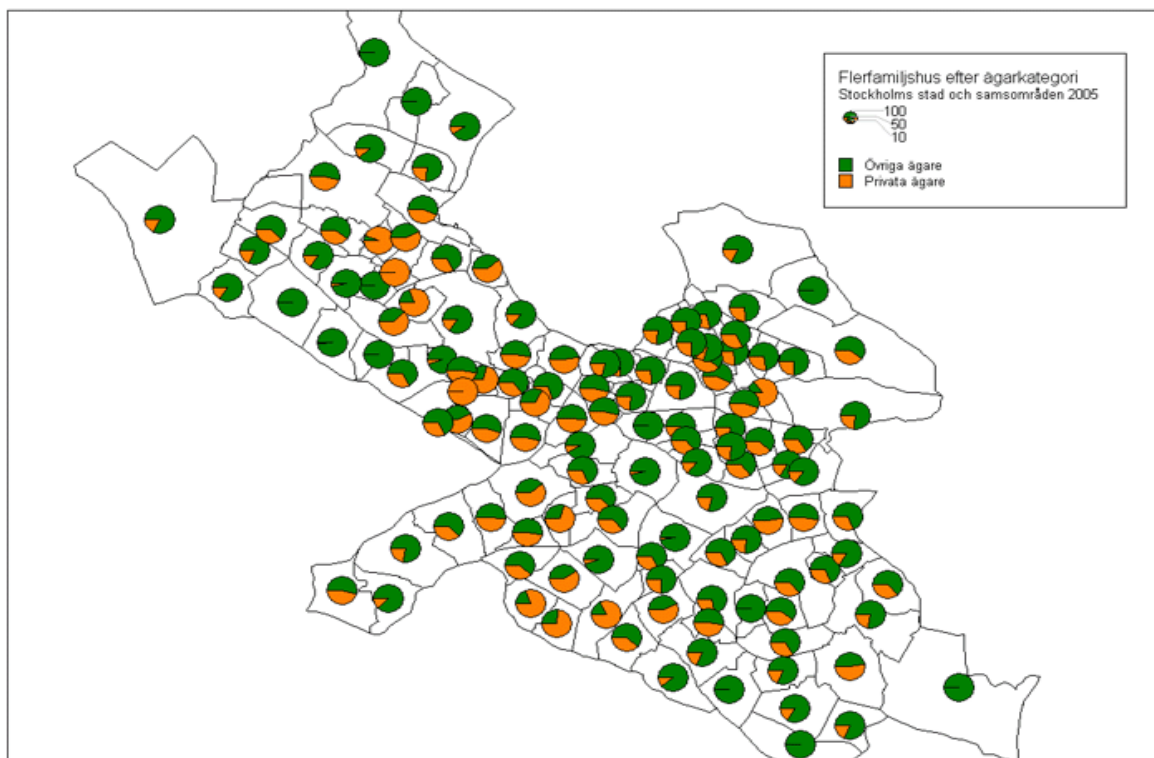 Flerfamiljshus efter ägarkategori
Stockholms stad och samsområden 2005
100
50
10
Övriga ägare
Privata ägare